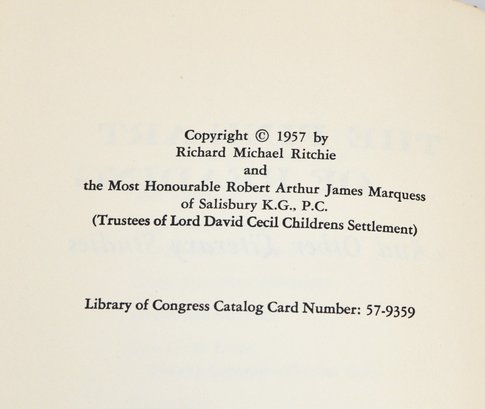 Copyright © 1957 by
Richard Michael Ritchie
and
the Most Honourable Robert Arthur James Marquess
of Salisbury K.G., P.C.
(Trustees of Lord David Cecil Childrens Settlement)
Library of Congress Catalog Card Number: 57-9359